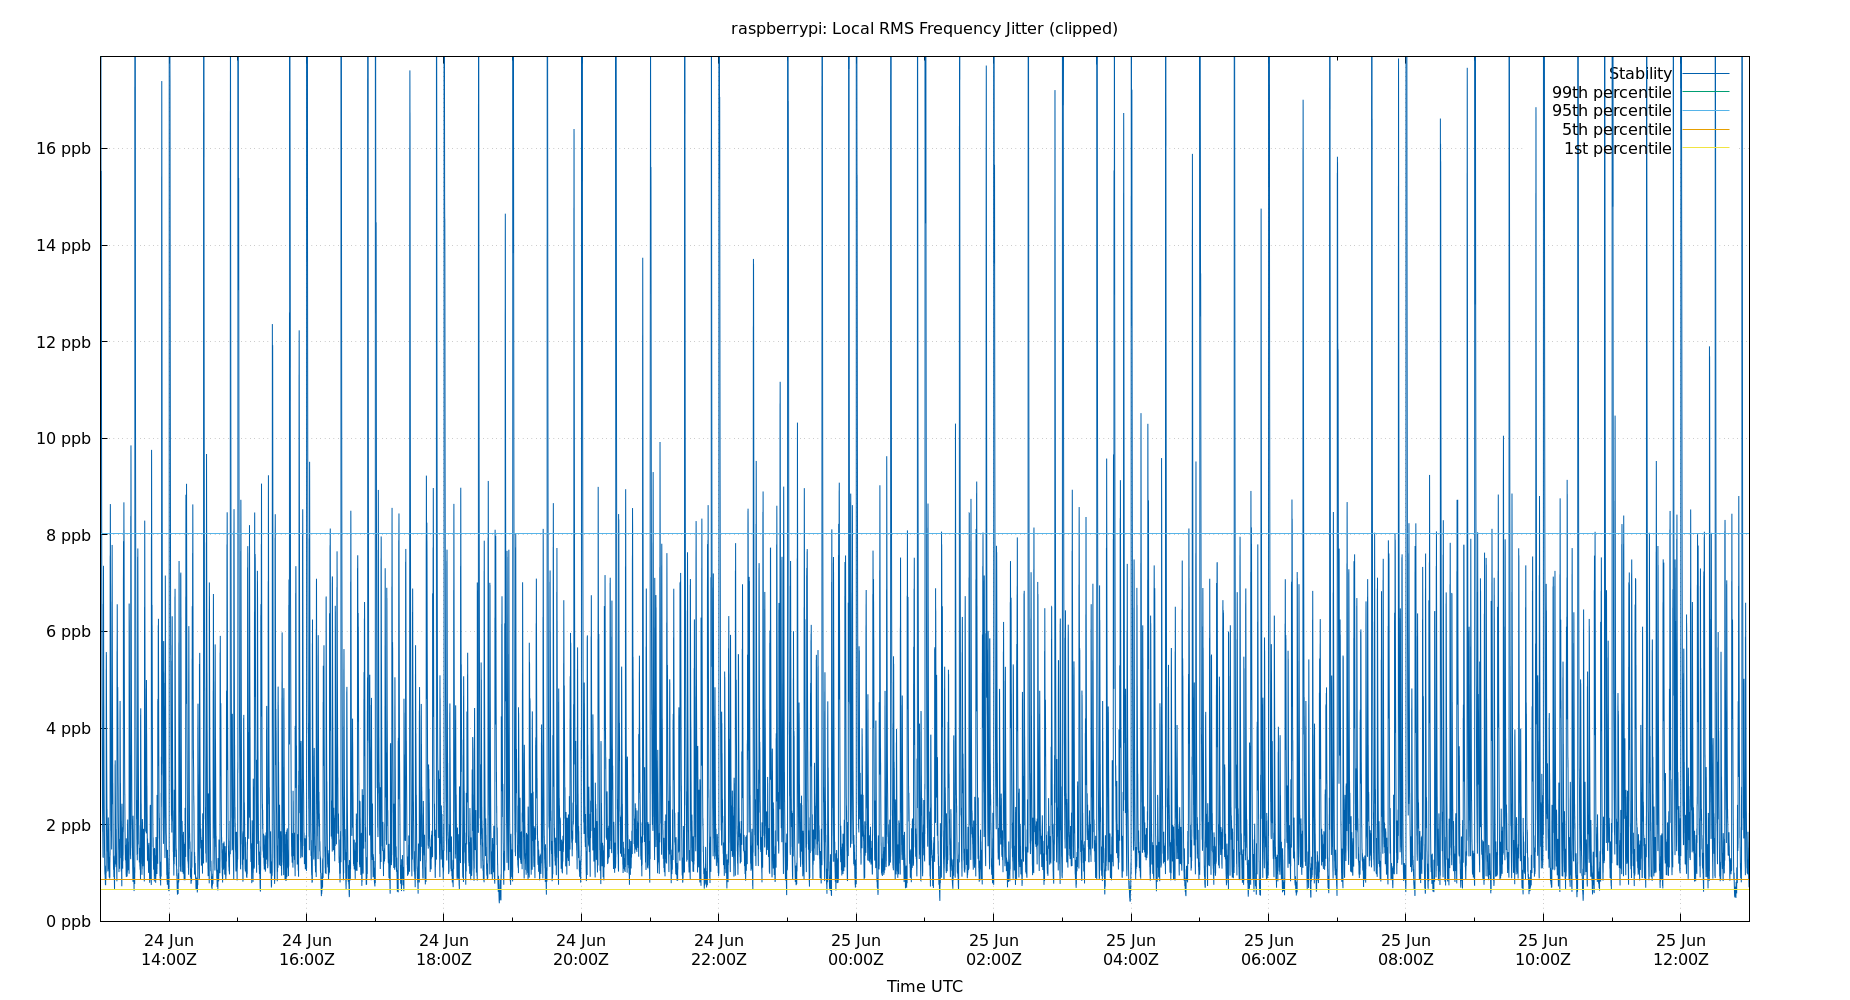 raspberrypi: Local RMS Frequency Jitter (clipped)
Stability
99th percentile
95th percentile
5th percentile
1st percentile
16 ppb
14 ppb
12 ppb
10 ppb
8 ppb
6 ppb
4 ppb
2 ppb
0 ppb
24 Jun 24 Jun 24 Jun 24 Jun 24 Jun 25 Jun 25 Jun 25 Jun 25 Jun 25 Jun 25 Jun 25 Jun
14:00Z 16:00Z 18:00Z 20:00Z 22:00Z 00:00Z 02:00Z 04:00Z 06:00Z 08:00Z 10:00Z 12:00Z
Time UTC